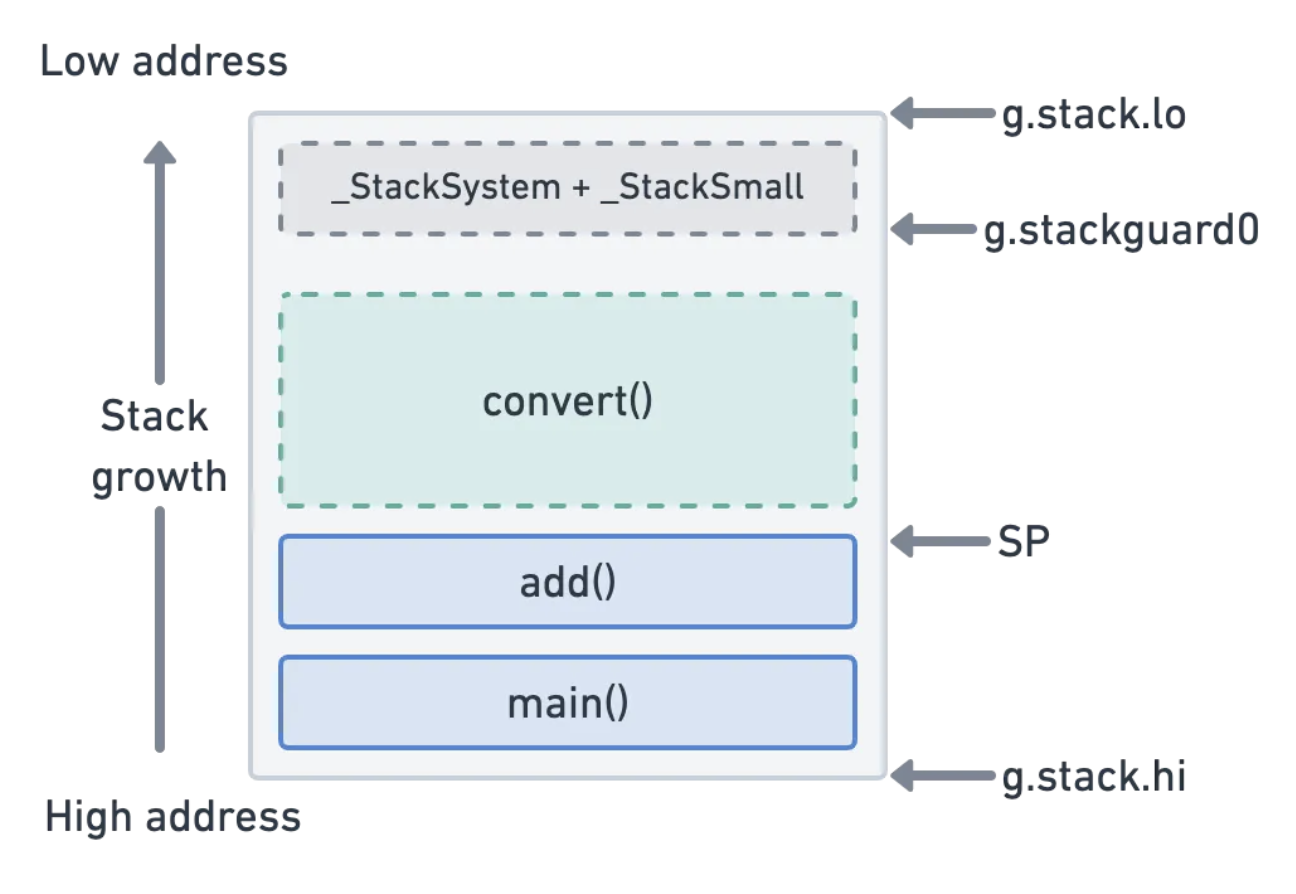 Low address
g.stack.lo
_StackSystem + _StackSmall
g.stackguard0
convert()
Stack
growth
SP
add()
main()
g.stack.hi
High address